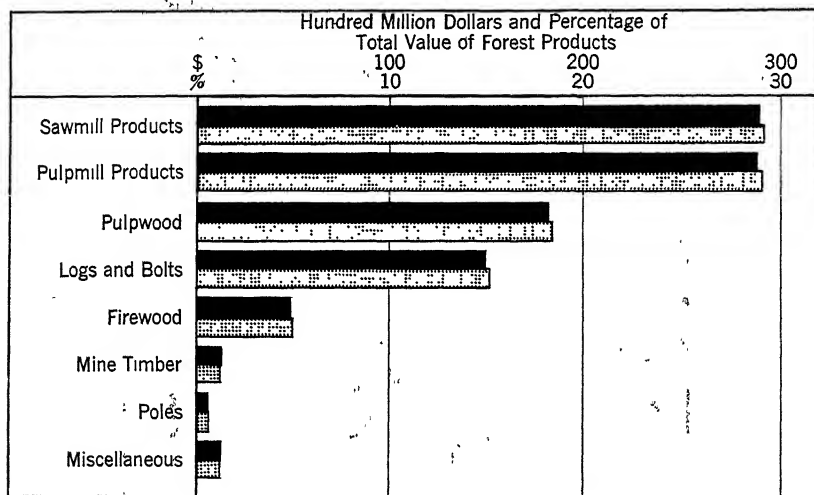 Hundred Million Dollars and Percentage of
Total Value of Forest Products
$ 100 200 300
% 10 20 30
Sawmill Products
Pulpmill Products
Pulpwood
Logs and Bolts
Firewood
Mine Timber
Poles
Miscellaneous